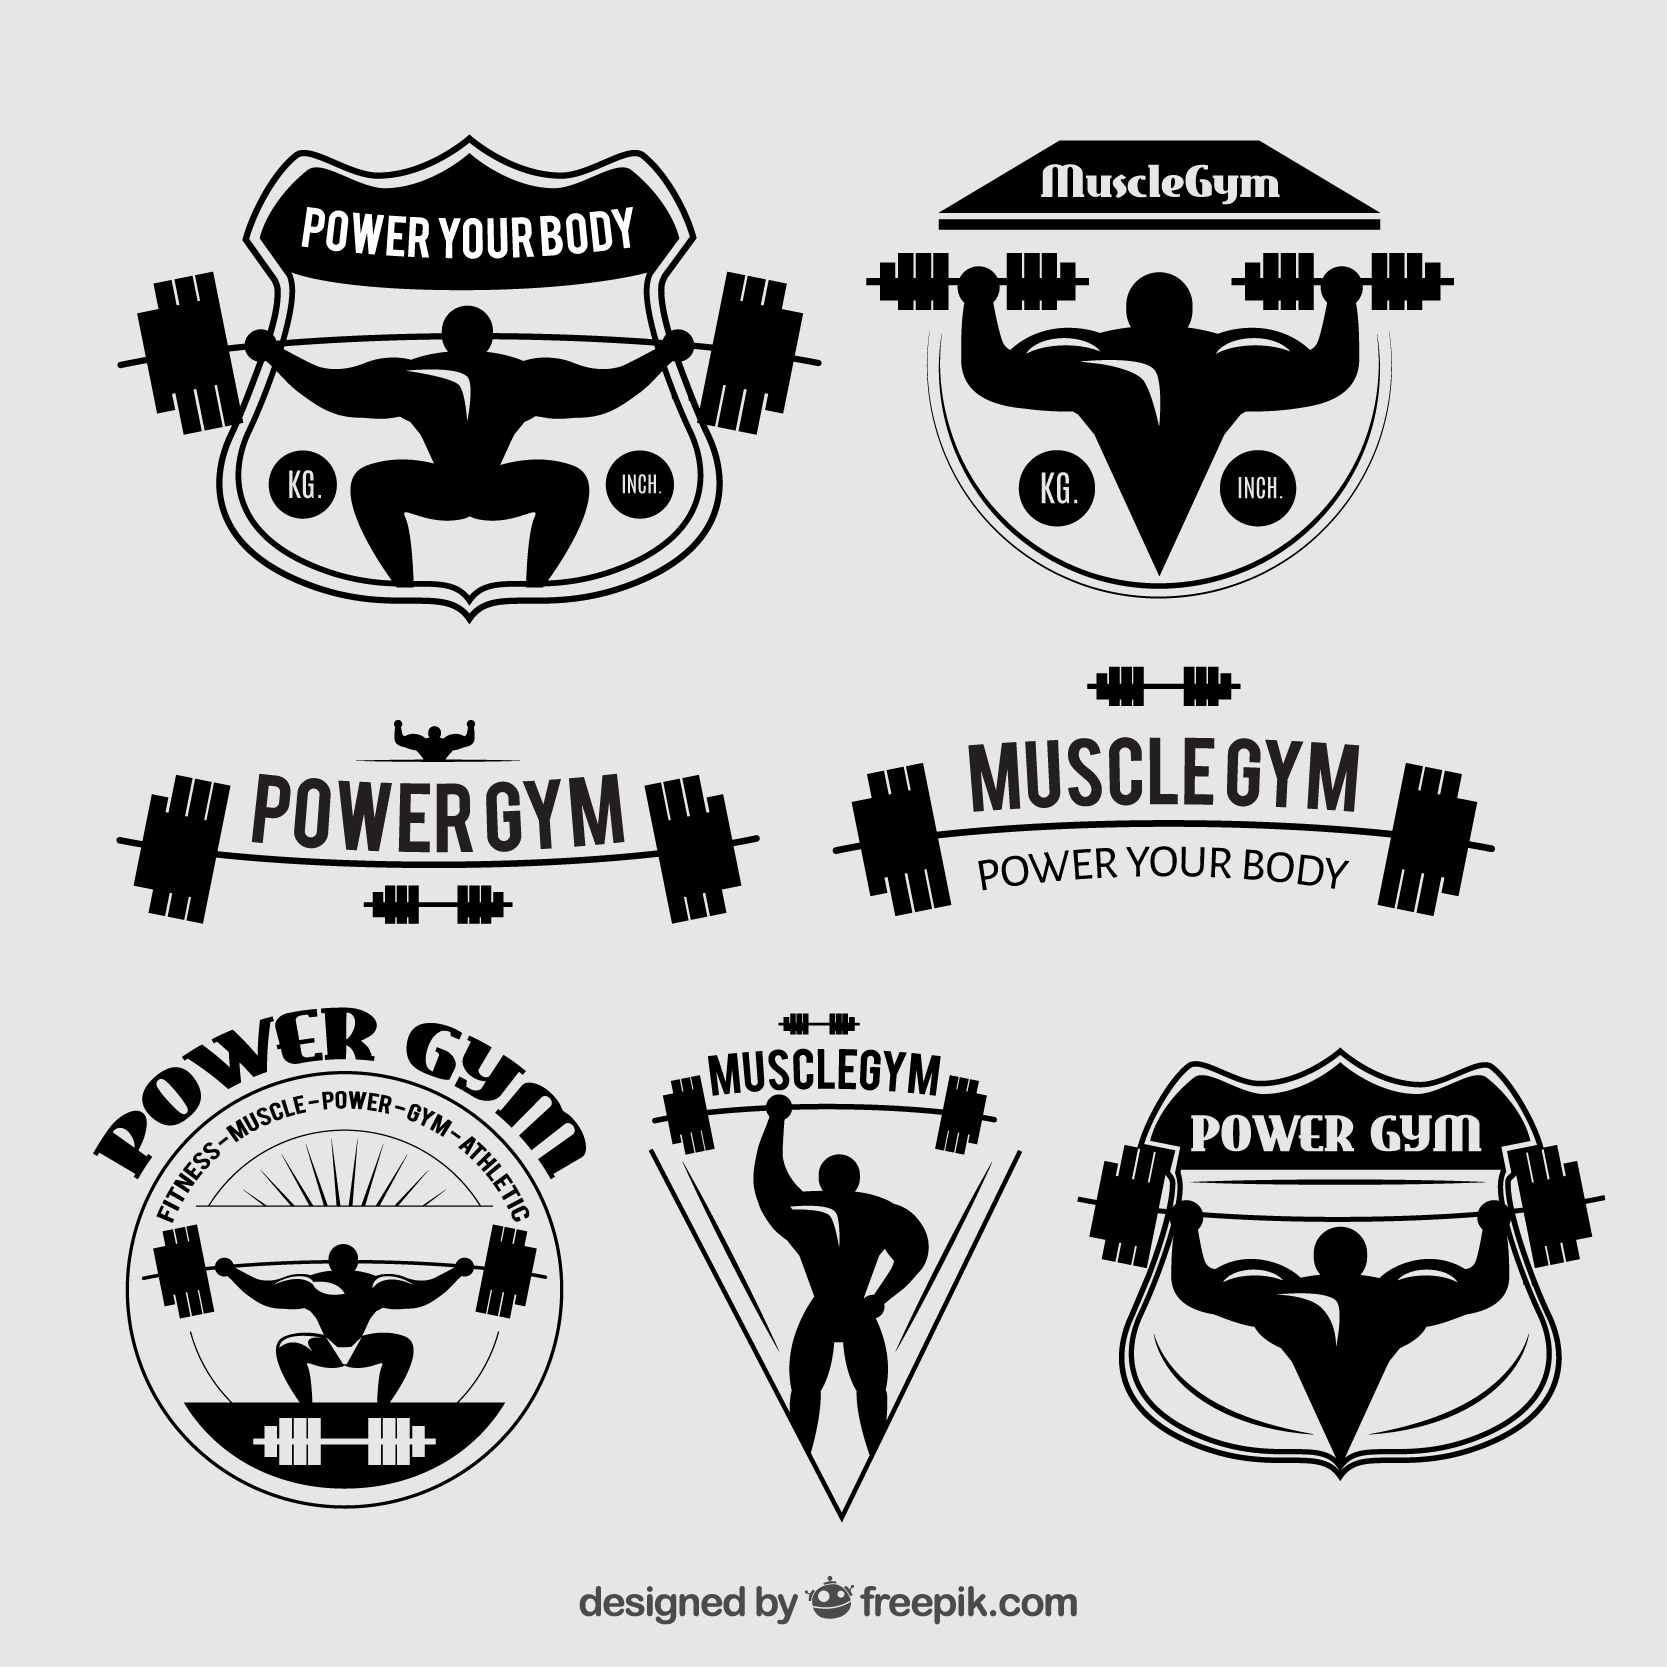 POWER YOUR BODY
KG.
INCH.
MuscleGym
KG.
INCH.
POWER GYM
MUSCLE GYM
POWER YOUR BODY
POWER GYM
FITNESS-MUSCLE-POWER-GYM-ATHLETIC
MUSCLEGYM
POWER GYM
designed by freepik.com